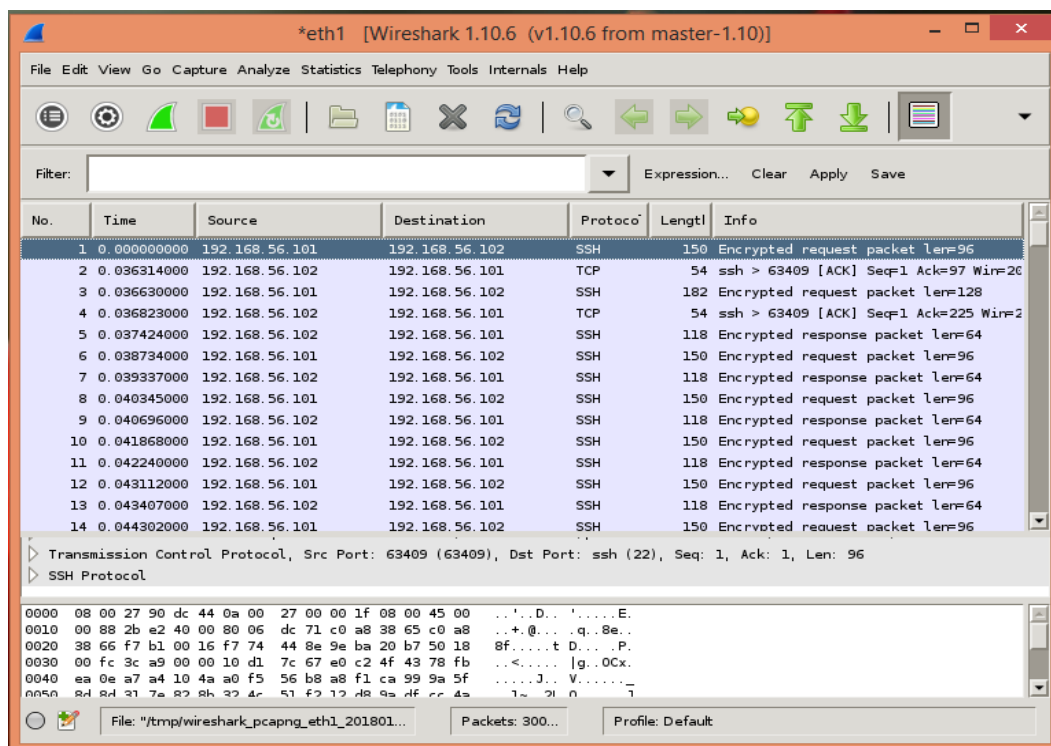 *eth1 [Wireshark 1.10.6 (v1.10.6 from master-1.10)]
File Edit View Go Capture Analyze Statistics Telephony Tools Internals Help
Filter: Expression... Clear Apply Save
No. Time Source Destination Protoco Lengtl Info
1 0.000000000 192.168.56.101 192.168.56.102 SSH 150 Encrypted request packet len=96
2 0.036314000 192.168.56.102 192.168.56.101 TCP 54 ssh > 63409 [ACK] Seq=1 Ack=97 Win=20
3 0.036630000 192.168.56.101 192.168.56.102 SSH 182 Encrypted request packet len=128
4 0.036823000 192.168.56.102 192.168.56.101 TCP 54 ssh > 63409 [ACK] Seq=1 Ack=225 Win=2
5 0.037424000 192.168.56.102 192.168.56.101 SSH 118 Encrypted response packet len=64
6 0.038734000 192.168.56.101 192.168.56.102 SSH 150 Encrypted request packet len=96
7 0.039337000 192.168.56.102 192.168.56.101 SSH 118 Encrypted response packet len=64
8 0.040345000 192.168.56.101 192.168.56.102 SSH 150 Encrypted request packet len=96
9 0.040696000 192.168.56.102 192.168.56.101 SSH 118 Encrypted response packet len=64
10 0.041868000 192.168.56.101 192.168.56.102 SSH 150 Encrypted request packet len=96
11 0.042240000 192.168.56.102 192.168.56.101 SSH 118 Encrypted response packet len=64
12 0.043112000 192.168.56.101 192.168.56.102 SSH 150 Encrypted request packet len=96
13 0.043407000 192.168.56.102 192.168.56.101 SSH 118 Encrypted response packet len=64
14 0.044302000 192.168.56.101 192.168.56.102 SSH 150 Encrypted request packet len=96
Transmission Control Protocol, Src Port: 63409 (63409), Dst Port: ssh (22), Seq: 1, Ack: 1, Len: 96
SSH Protocol
0000 08 00 27 90 dc 44 0a 00 27 00 00 1f 08 00 45 00 ..'..D.. '.....E.
0010 00 88 2b e2 40 00 80 06 dc 71 c0 a8 38 65 c0 a8 ..+.@... .q..8e..
0020 38 66 f7 b1 00 16 f7 74 44 8e 9e ba 20 b7 50 18 8f.....t D... .P.
0030 00 fc 3c a9 00 00 10 d1 7c 67 e0 c2 4f 43 78 fb ..<..... |g..OCx.
0040 ea 0e a7 a4 10 4a a0 f5 56 b8 a8 f1 ca 99 9a 5f .....J.. V......_
0050 8d 8d 31 7e 82 8b 32 4c 51 f2 12 d8 9a df cc 4a
File: "/tmp/wireshark_pcapng_eth1_201801... Packets: 300... Profile: Default